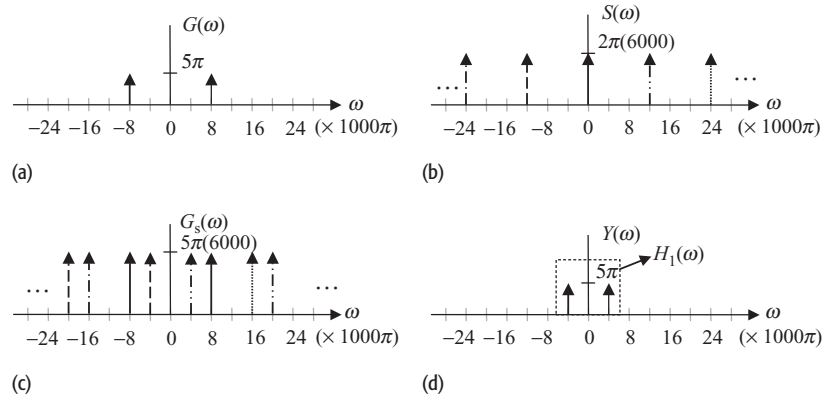 G(ω)
5π
ω
−24 −16 −8 0 8 16 24 (× 1000π)
(a)
S(ω)
2π(6000)
... ...
ω
−24 −16 −8 0 8 16 24 (× 1000π)
(b)
G_s(ω)
5π(6000)
... ...
ω
−24 −16 −8 0 8 16 24 (× 1000π)
(c)
Y(ω)
5π
H_1(ω)
ω
−24 −16 −8 0 8 16 24 (× 1000π)
(d)